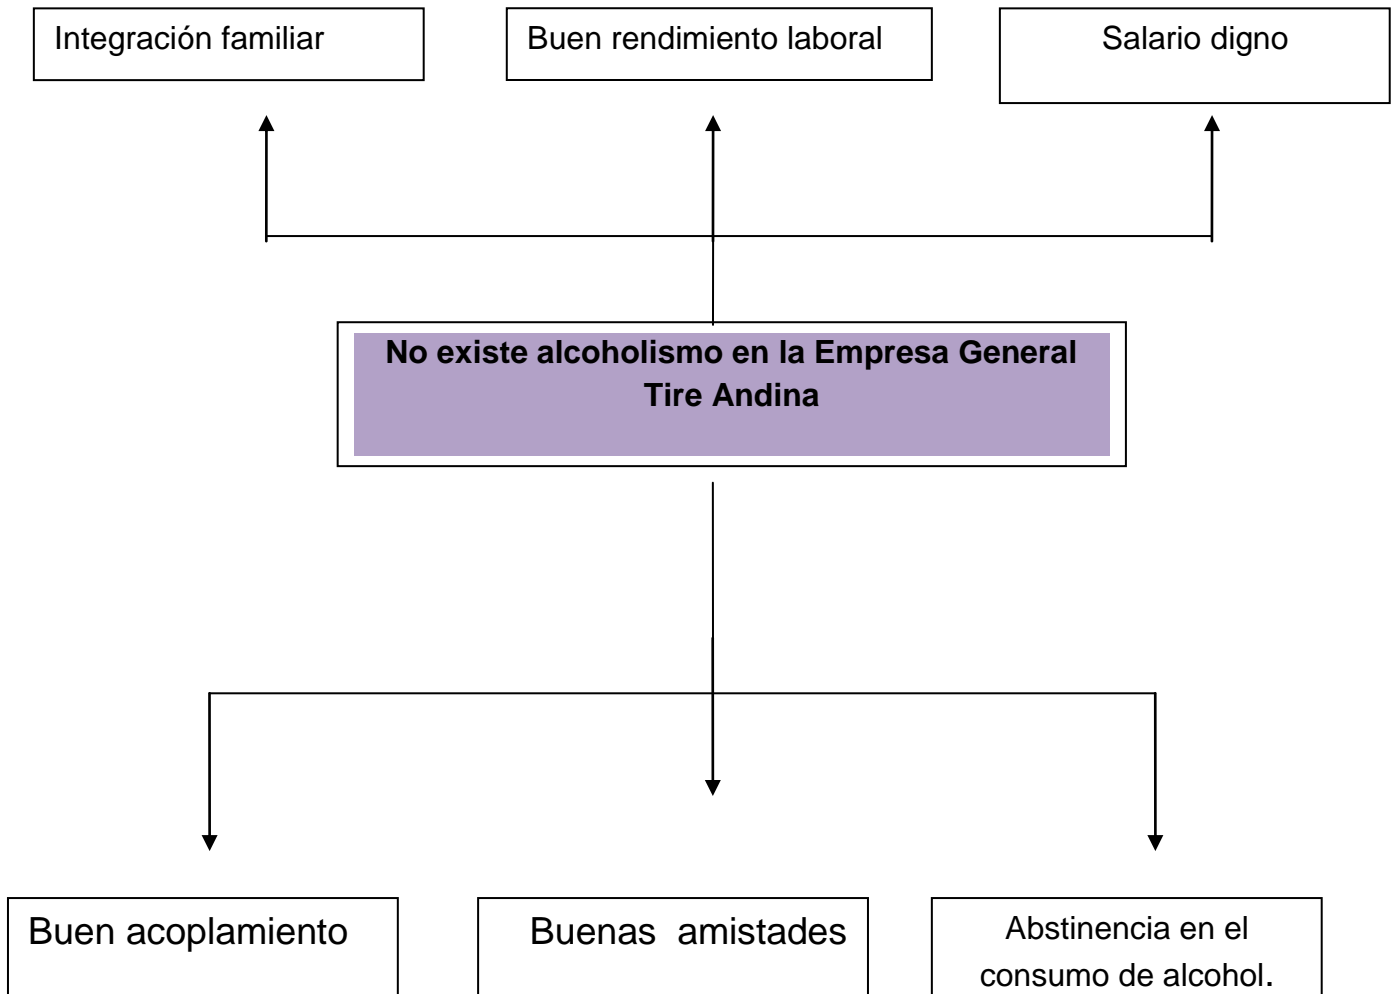 Integración familiar
Buen rendimiento laboral
Salario digno
No existe alcoholismo en la Empresa General
Tire Andina
Buen acoplamiento
Buenas  amistades
Abstinencia en el
consumo de alcohol.